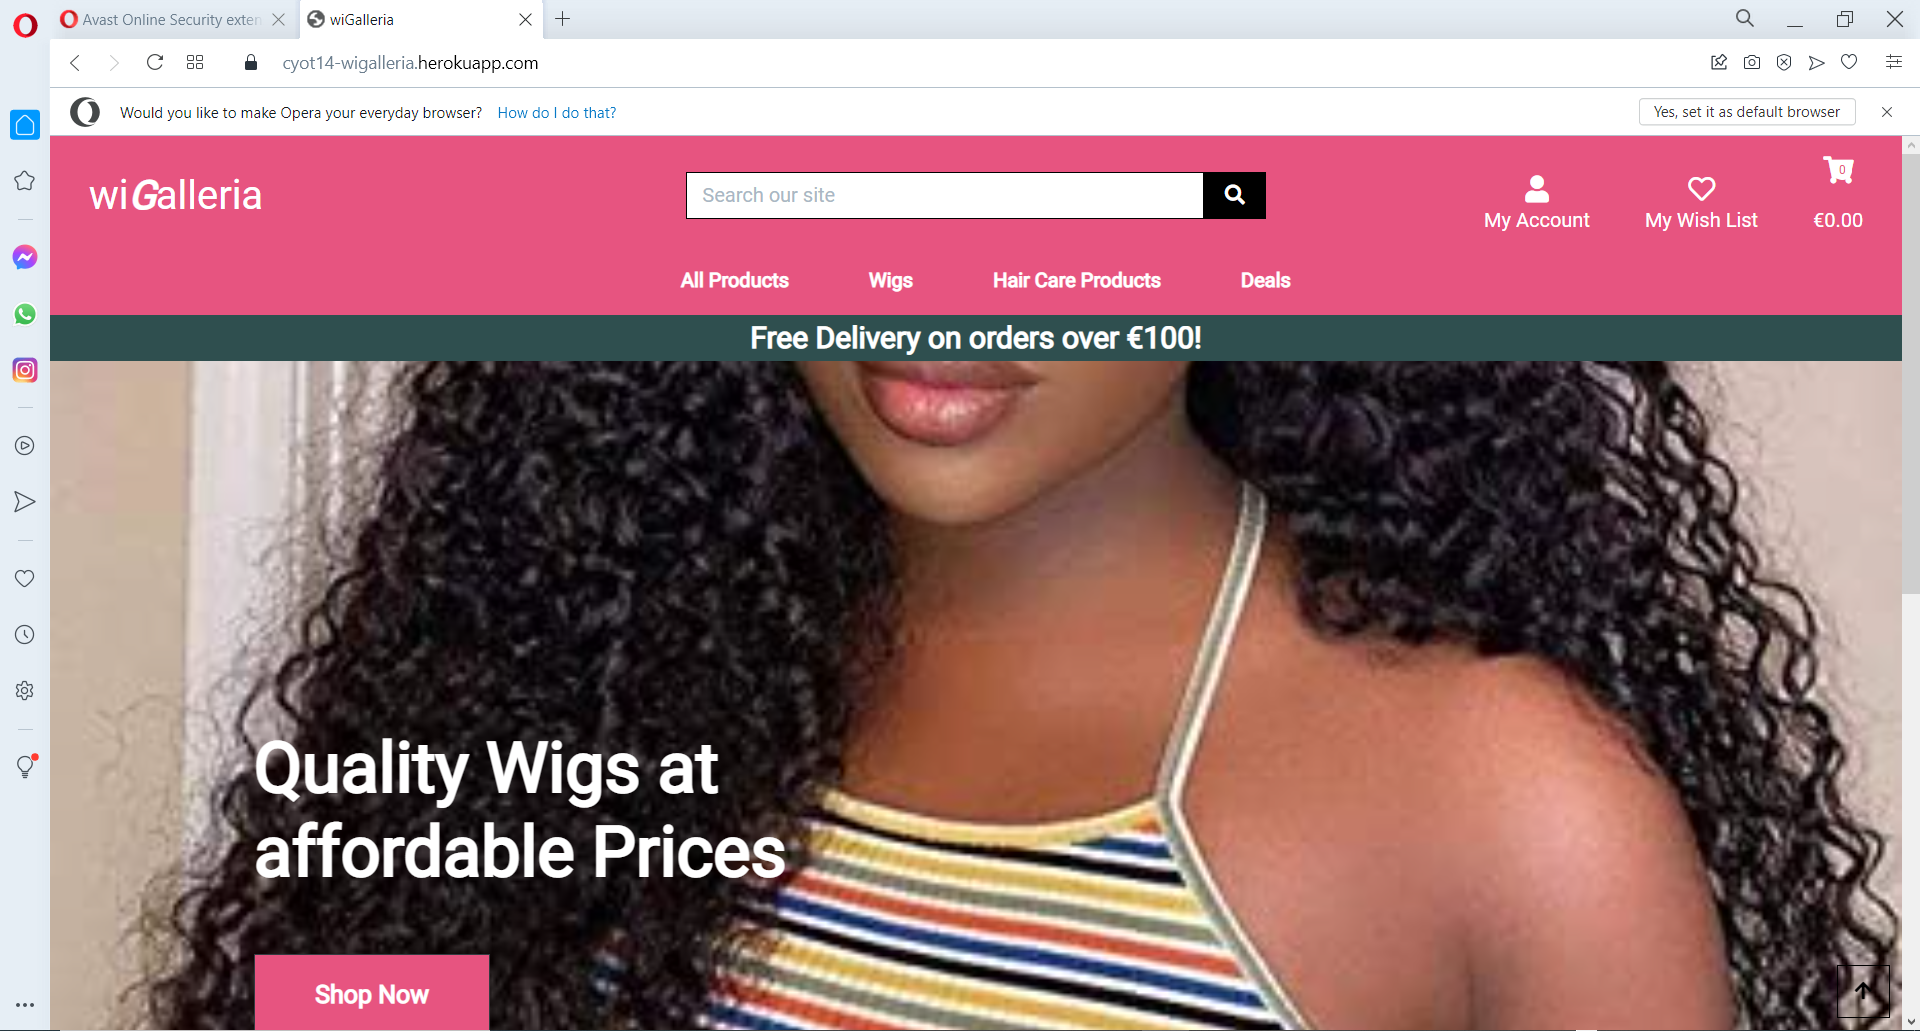 Avast Online Security exten
wiGalleria
cyot14-wigalleria.herokuapp.com
Would you like to make Opera your everyday browser? How do I do that?
Yes, set it as default browser
wiGalleria
Search our site
My Account
My Wish List
0
€0.00
All Products
Wigs
Hair Care Products
Deals
Free Delivery on orders over €100!
Quality Wigs at
affordable Prices
Shop Now